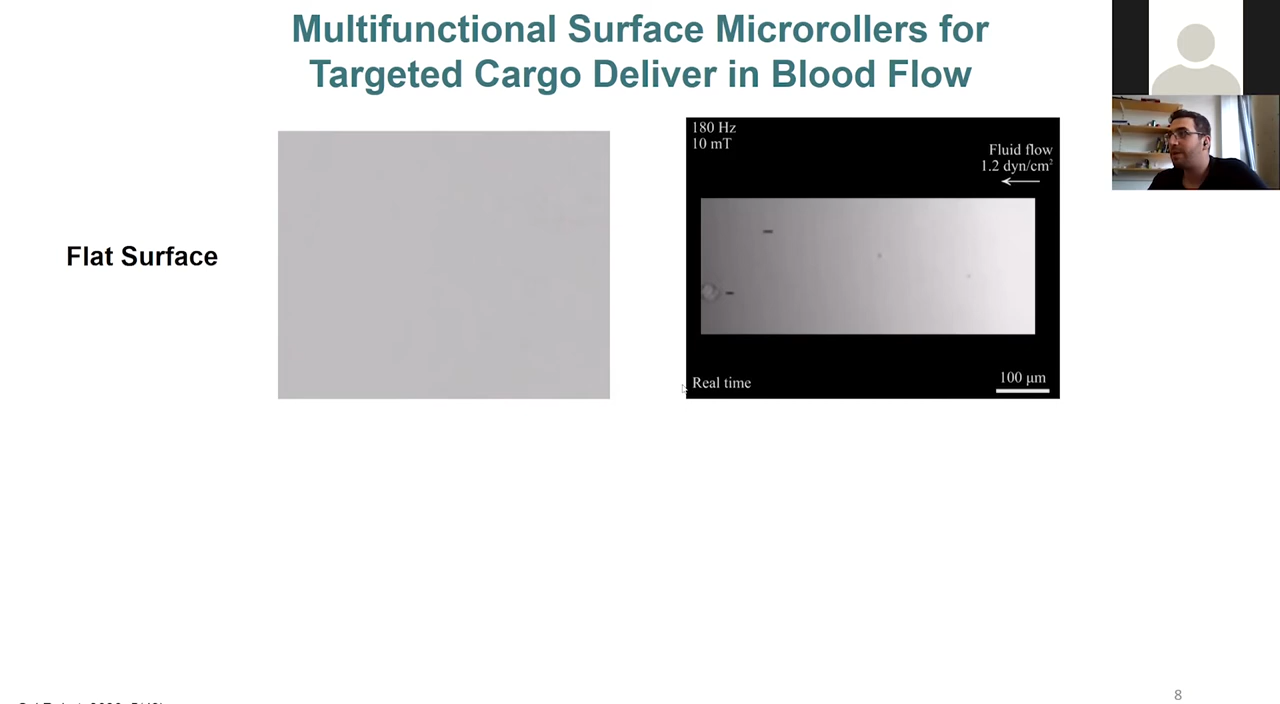 Multifunctional Surface Microrollers for
Targeted Cargo Deliver in Blood Flow
180 Hz
10 mT
Fluid flow
1.2 dyn/cm²
Flat Surface
Real time
100 µm
8